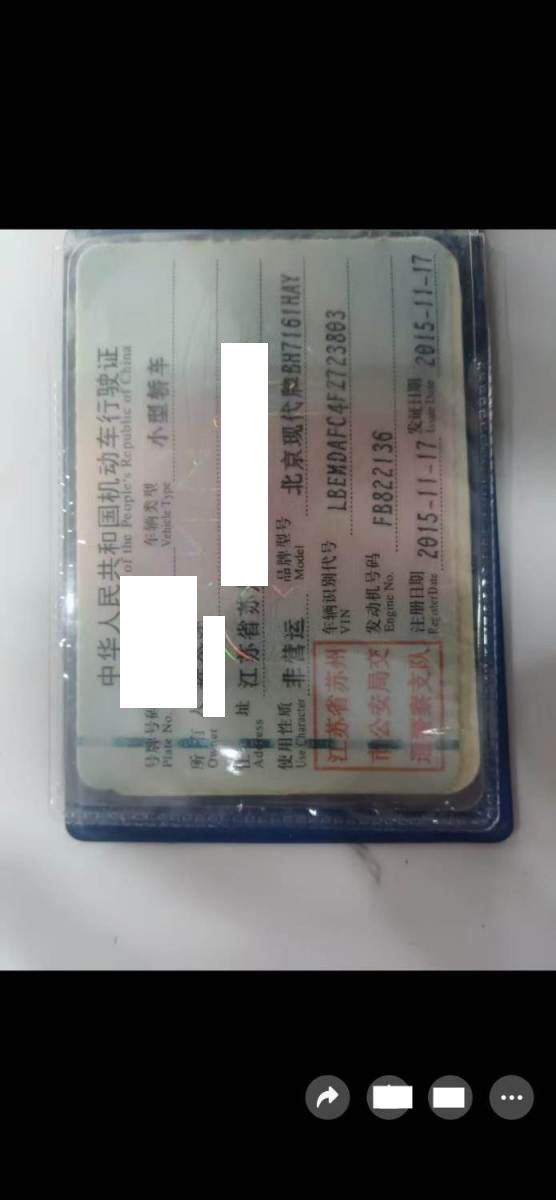 中华人民共和国机动车行驶证
of the People's Republic of China
号牌号码
Plate No.
车辆类型 小型轿车
Vehicle Type
所有人
Owner
住址 江苏省苏
Address
使用性质 非营运 品牌型号 北京现代牌BH7161HAY
Use Character Model
江苏省苏州
市公安局交
通警察支队
车辆识别代号 LBEMDAFC4FZ723803
VIN
发动机号码 FB822136
Engine No.
注册日期 2015-11-17 发证日期 2015-11-17
Register Date Issue Date